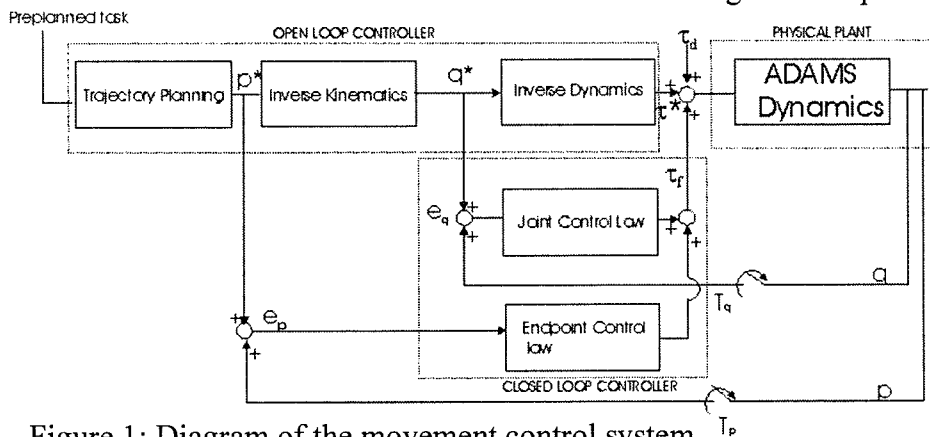 Preplanned task
OPEN LOOP CONTROLLER
PHYSICAL PLANT
τd
Trajectory Planning
p*
Inverse Kinematics
q*
Inverse Dynamics
τ*
+
+
+
ADAMS
Dynamics
τf
eq
+
+
Joint Control Law
+
+
q
Tq
ep
+
+
Endpoint Control
law
CLOSED LOOP CONTROLLER
p
Tp
Figure 1: Diagram of the movement control system